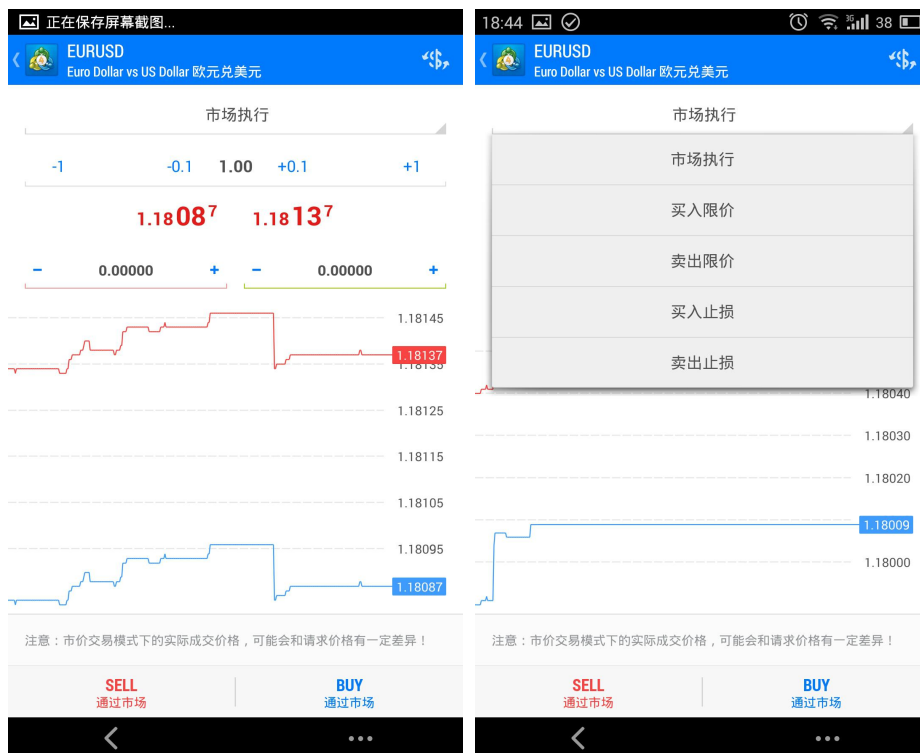 正在保存屏幕截图...
EURUSD
Euro Dollar vs US Dollar 欧元兑美元
市场执行
-1 -0.1 1.00 +0.1 +1
1.18087 1.18137
− 0.00000 + − 0.00000 +
1.18145
1.18137
1.18135
1.18125
1.18115
1.18105
1.18095
1.18087
注意：市价交易模式下的实际成交价格，可能会和请求价格有一定差异！
SELL BUY
通过市场 通过市场
18:44 3G 38
EURUSD
Euro Dollar vs US Dollar 欧元兑美元
市场执行
市场执行
买入限价
卖出限价
买入止损
卖出止损
1.18040
1.18030
1.18020
1.18009
1.18000
注意：市价交易模式下的实际成交价格，可能会和请求价格有一定差异！
SELL BUY
通过市场 通过市场